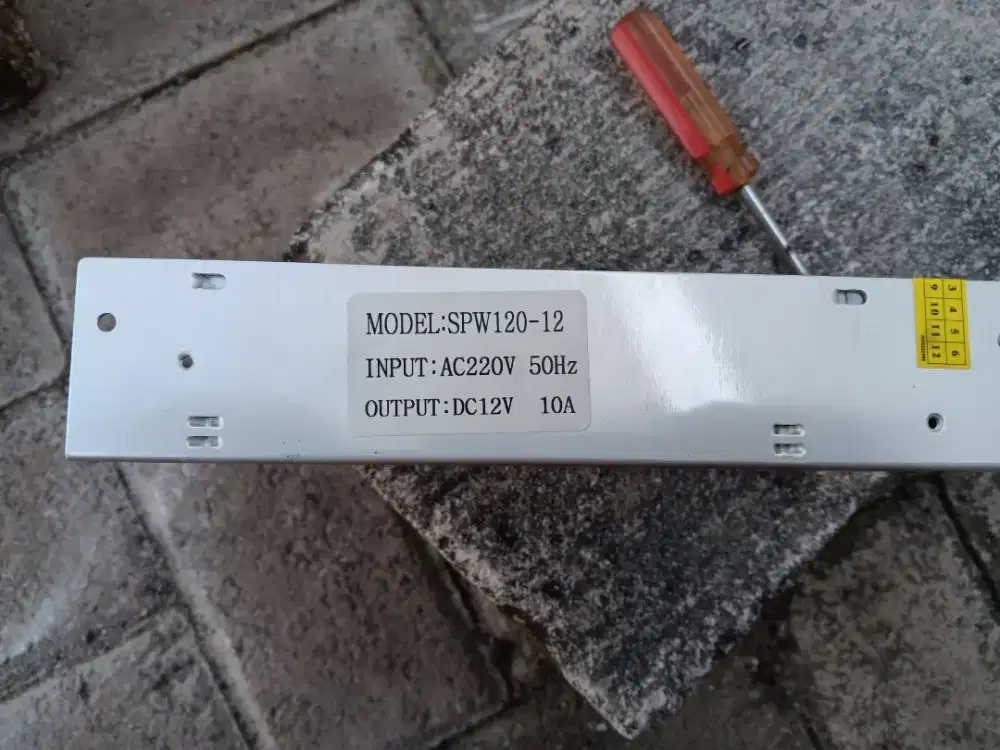 MODEL:SPW120-12
INPUT:AC220V 50Hz
OUTPUT:DC12V 10A
3 4 5 6
9 10 11 12